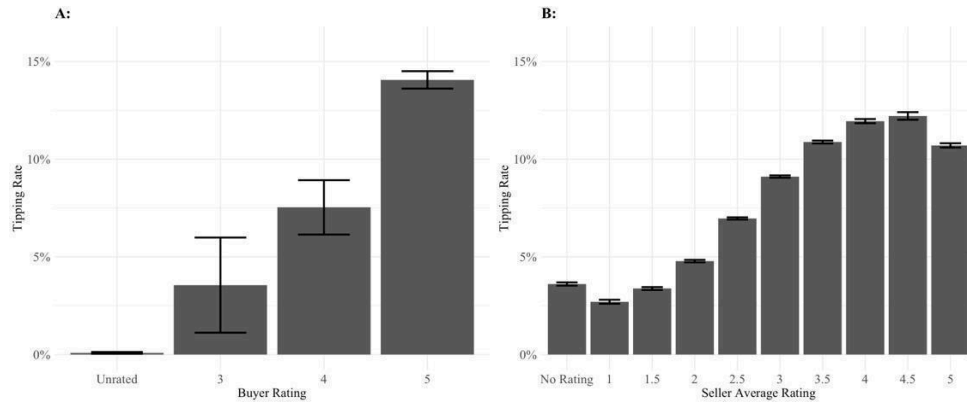 A:
15%
10%
5%
0%
Tipping Rate
Unrated 3 4 5
Buyer Rating
B:
15%
10%
5%
0%
Tipping Rate
No Rating 1 1.5 2 2.5 3 3.5 4 4.5 5
Seller Average Rating